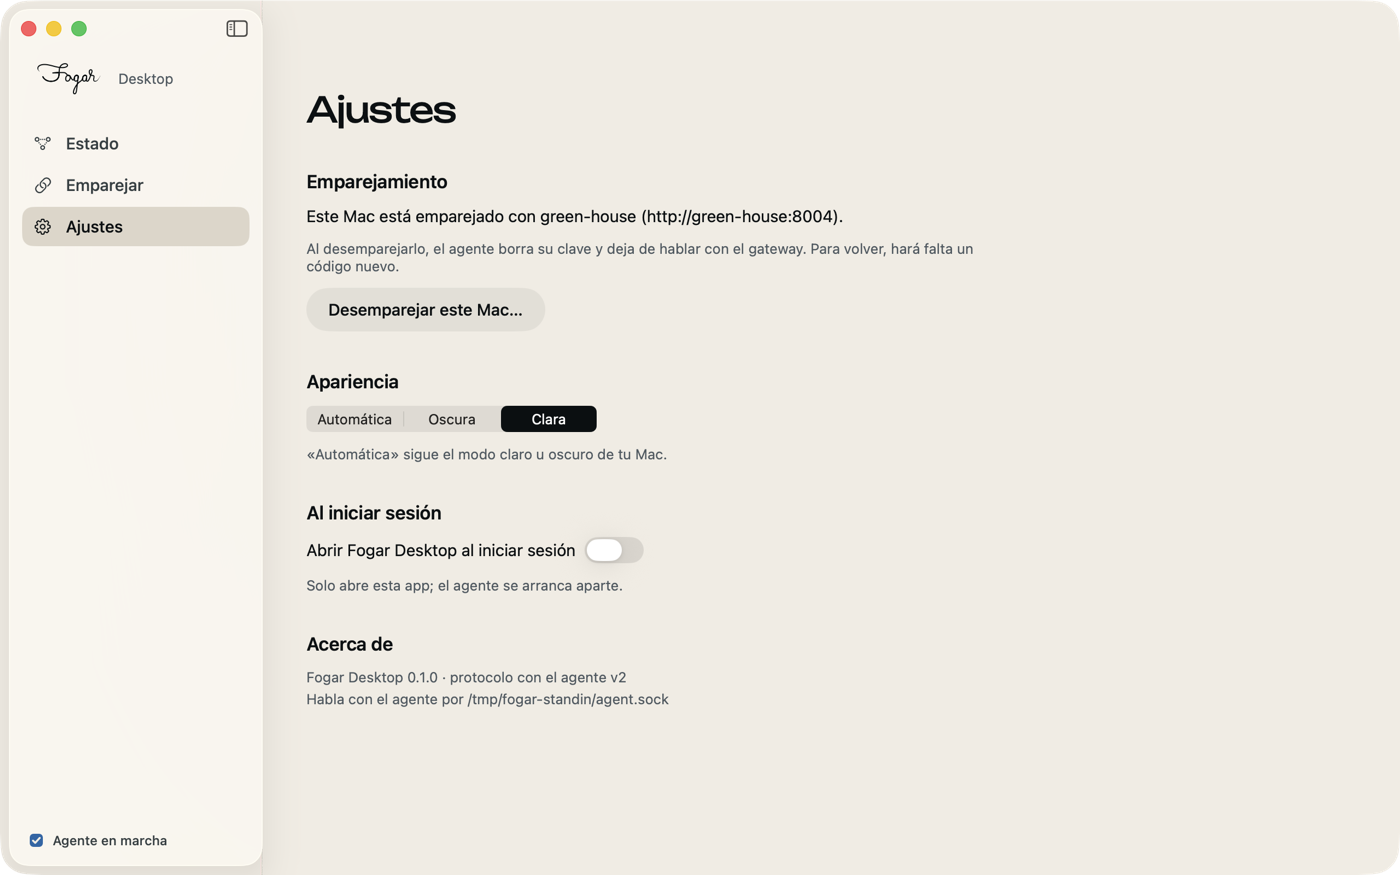 Fogar Desktop
Estado
Emparejar
Ajustes
Agente en marcha
Ajustes
Emparejamiento
Este Mac está emparejado con green-house (http://green-house:8004).
Al desemparejarlo, el agente borra su clave y deja de hablar con el gateway. Para volver, hará falta un
código nuevo.
Desemparejar este Mac...
Apariencia
Automática Oscura Clara
«Automática» sigue el modo claro u oscuro de tu Mac.
Al iniciar sesión
Abrir Fogar Desktop al iniciar sesión
Solo abre esta app; el agente se arranca aparte.
Acerca de
Fogar Desktop 0.1.0 · protocolo con el agente v2
Habla con el agente por /tmp/fogar-standin/agent.sock